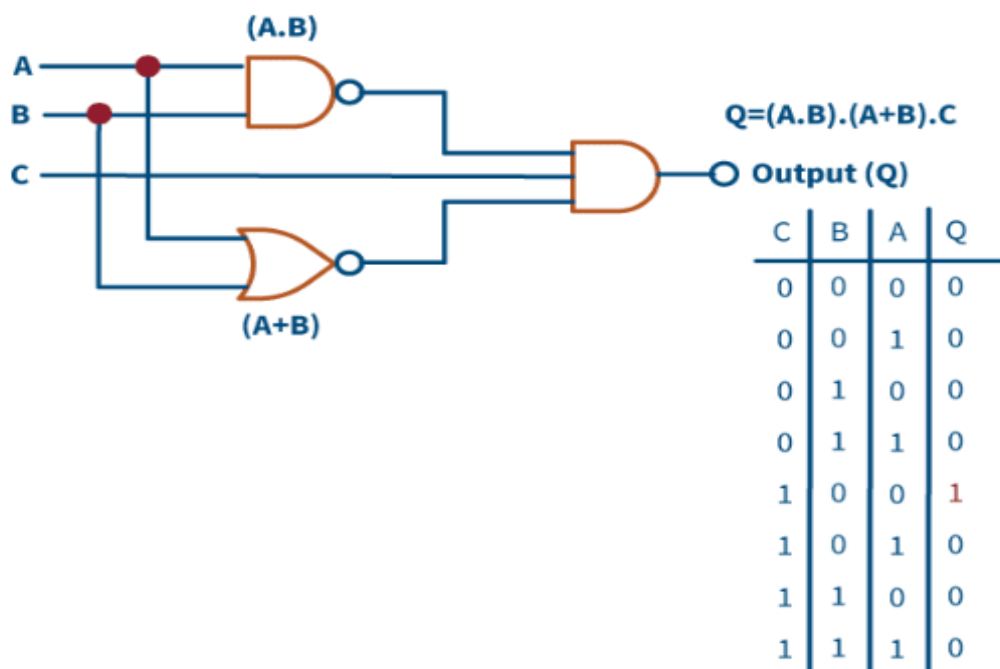 (A.B)
A
B
C
(A+B)
Q=(A.B).(A+B).C
Output (Q)
C B A Q
0 0 0 0
0 0 1 0
0 1 0 0
0 1 1 0
1 0 0 1
1 0 1 0
1 1 0 0
1 1 1 0